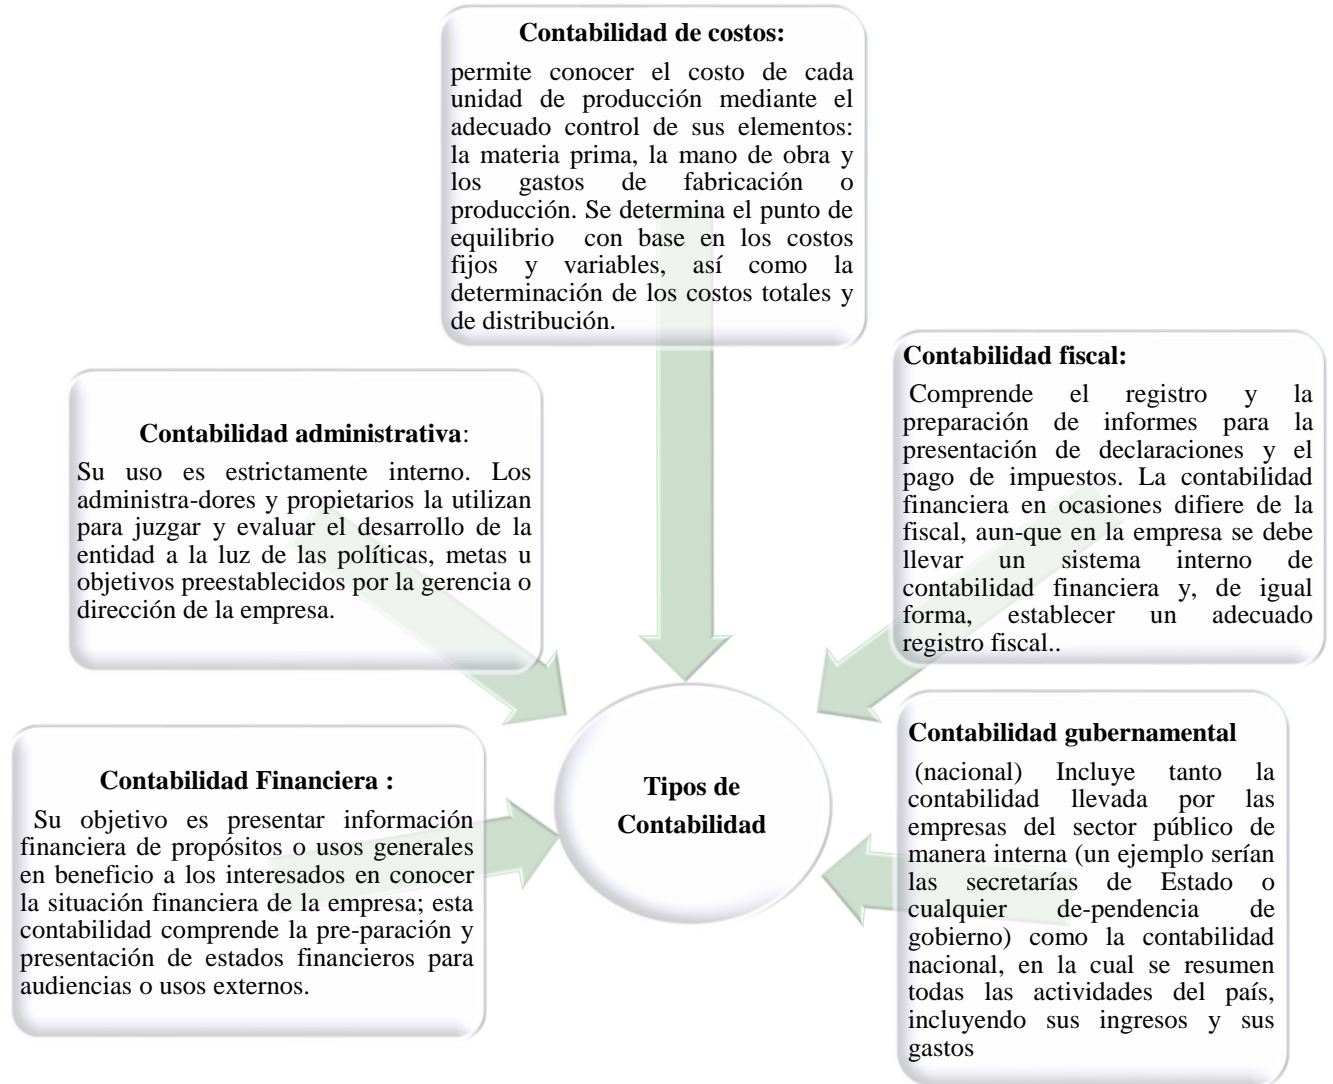 Contabilidad de costos:
permite conocer el costo de cada
unidad de producción mediante el
adecuado control de sus elementos:
la materia prima, la mano de obra y
los gastos de fabricación o
producción. Se determina el punto de
equilibrio con base en los costos
fijos y variables, así como la
determinación de los costos totales y
de distribución.
Contabilidad fiscal:
Comprende el registro y la
preparación de informes para la
presentación de declaraciones y el
pago de impuestos. La contabilidad
financiera en ocasiones difiere de la
fiscal, aun-que en la empresa se debe
llevar un sistema interno de
contabilidad financiera y, de igual
forma, establecer un adecuado
registro fiscal..
Contabilidad administrativa:
Su uso es estrictamente interno. Los
administra-dores y propietarios la utilizan
para juzgar y evaluar el desarrollo de la
entidad a la luz de las políticas, metas u
objetivos preestablecidos por la gerencia o
dirección de la empresa.
Contabilidad Financiera :
Su objetivo es presentar información
financiera de propósitos o usos generales
en beneficio a los interesados en conocer
la situación financiera de la empresa; esta
contabilidad comprende la pre-paración y
presentación de estados financieros para
audiencias o usos externos.
Tipos de
Contabilidad
Contabilidad gubernamental
(nacional) Incluye tanto la
contabilidad llevada por las
empresas del sector público de
manera interna (un ejemplo serían
las secretarías de Estado o
cualquier de-pendencia de
gobierno) como la contabilidad
nacional, en la cual se resumen
todas las actividades del país,
incluyendo sus ingresos y sus
gastos